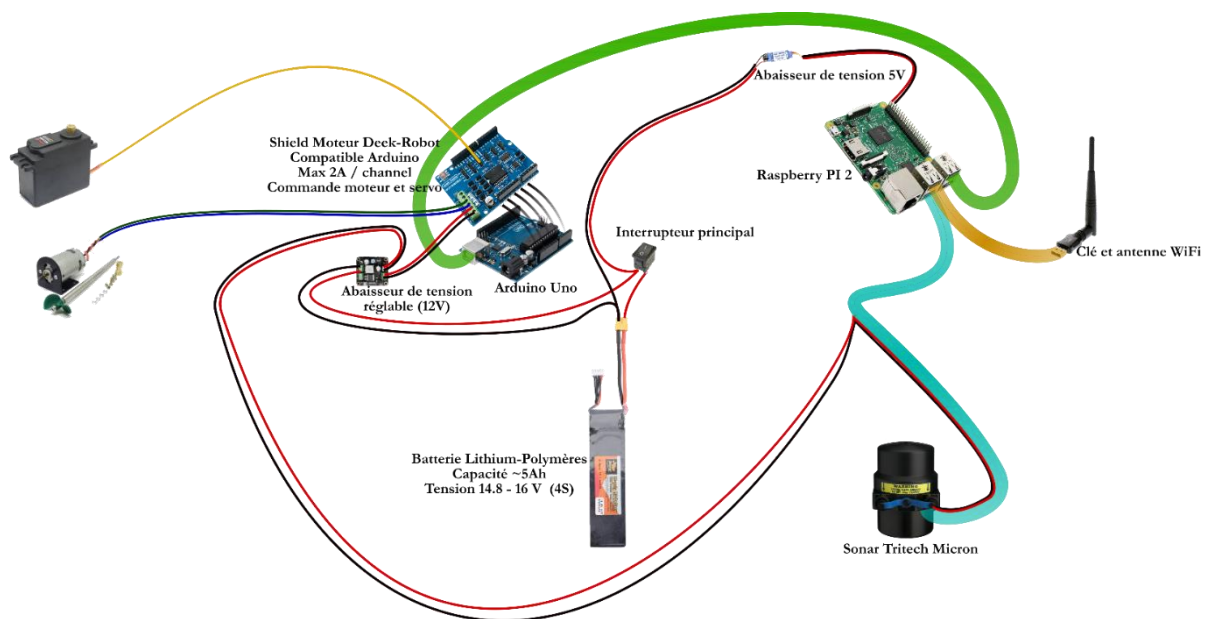 Abaisseur de tension 5V
Shield Moteur Deek-Robot
Compatible Arduino
Max 2A / channel
Commande moteur et servo
Raspberry PI 2
Interrupteur principal
Clé et antenne WiFi
Arduino Uno
Abaisseur de tension
réglable (12V)
Batterie Lithium-Polymères
Capacité ~5Ah
Tension 14.8 - 16 V (4S)
WARNING
Sonar Tritech Micron